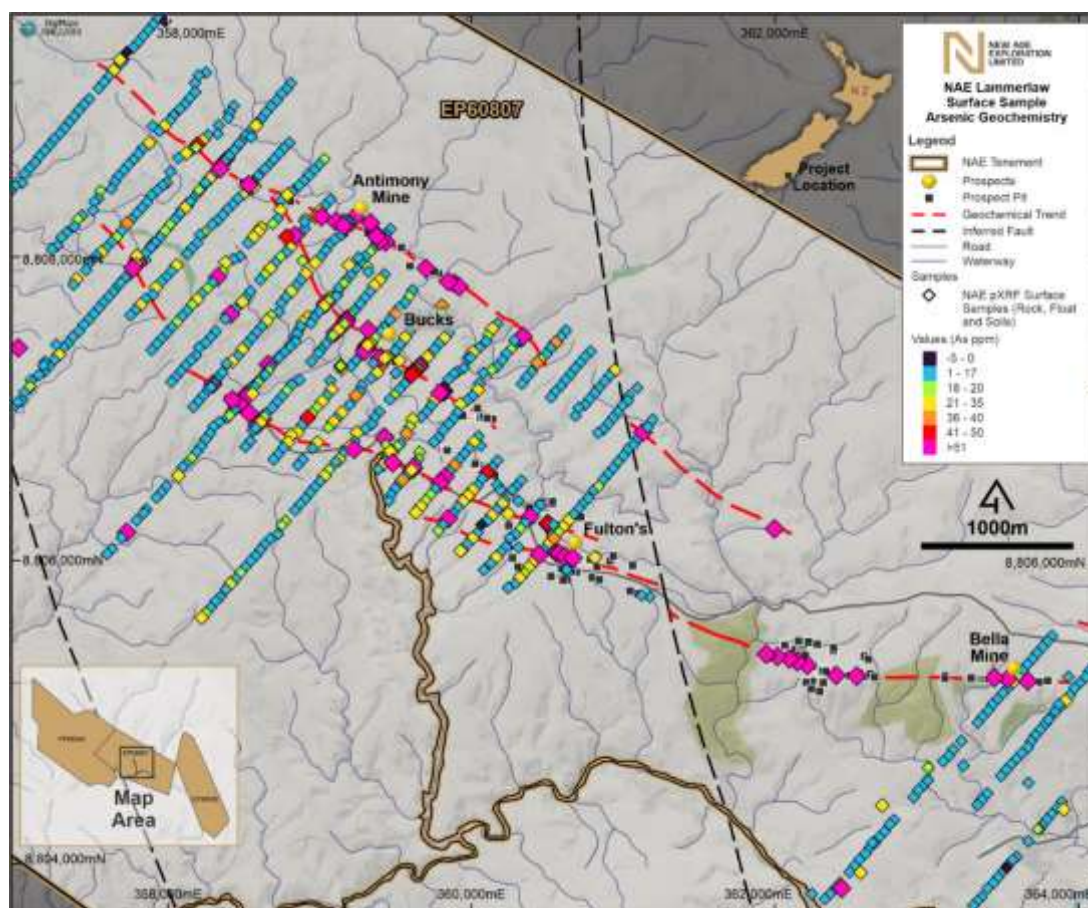 358,000mE
362,000mE
EP60807
NZ
Project
Location
NEW AGE
EXPLORATION
LIMITED
NAE Lammerlaw
Surface Sample
Arsenic Geochemistry
Legend
NAE Tenement
Prospects
Prospect Pit
Geochemical Trend
Inferred Fault
Road
Waterway
Samples
NAE pXRF Surface
Samples (Rock, Float
and Soils)
Values (As ppm)
-5 - 0
1 - 17
18 - 20
21 - 35
36 - 40
41 - 50
>51
Antimony
Mine
Bucks
Fulton's
1000m
8,806,000mN
8,806,000mN
Bella
Mine
Map
Area
8,804,000mN
358,000mE
360,000mE
362,000mE
364,000mE